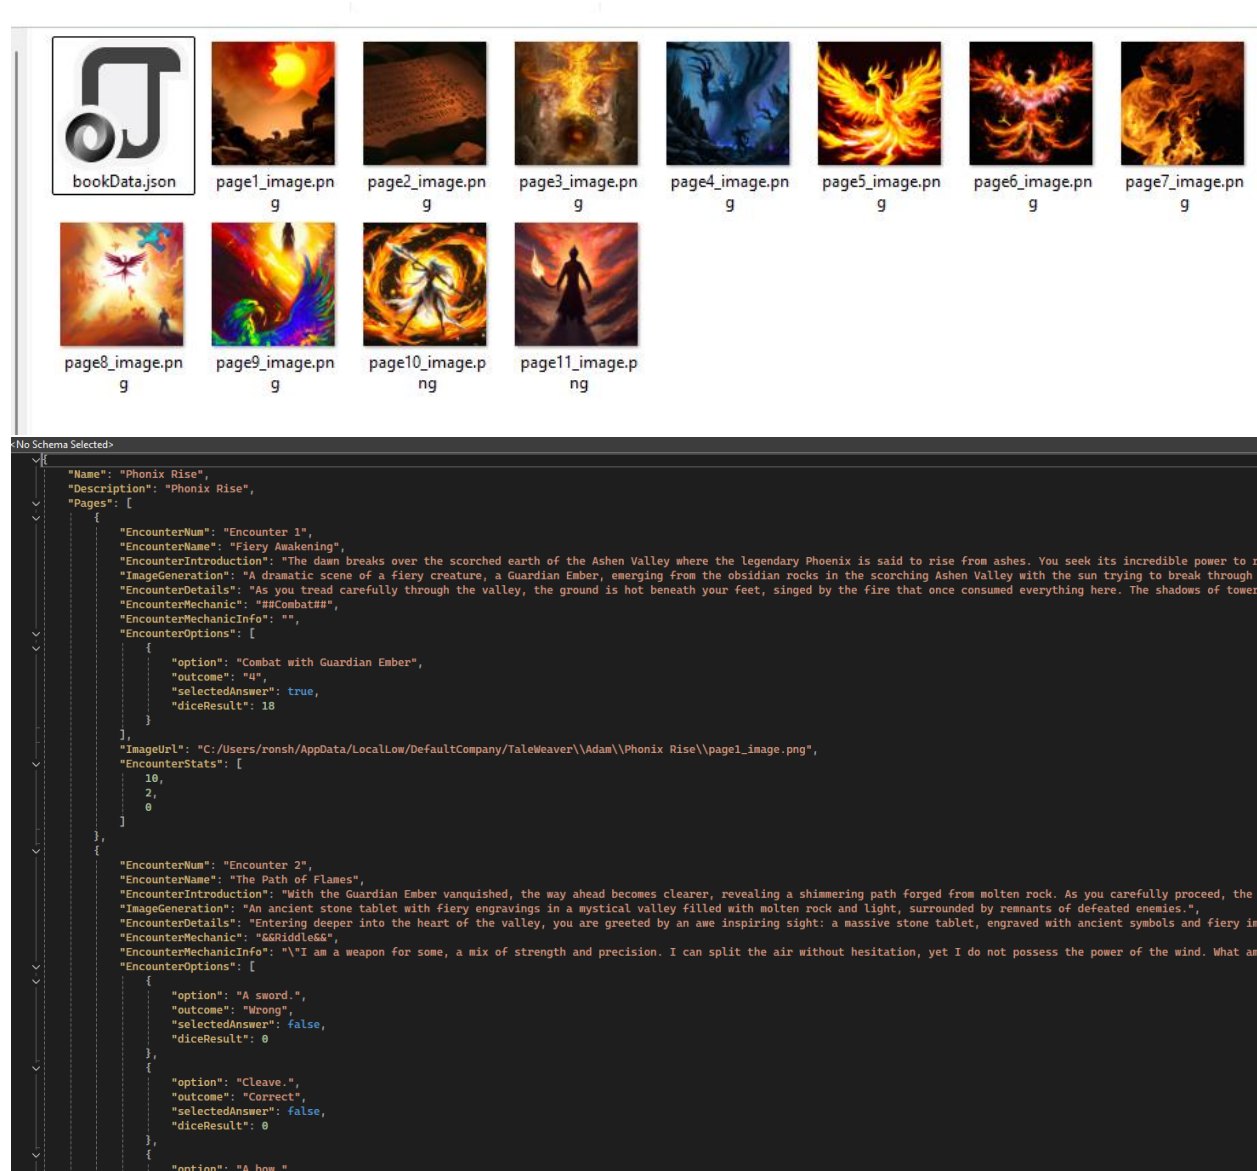 bookData.json
page1_image.pn
g
page2_image.pn
g
page3_image.pn
g
page4_image.pn
g
page5_image.pn
g
page6_image.pn
g
page7_image.pn
g
page8_image.pn
g
page9_image.pn
g
page10_image.p
ng
page11_image.p
ng
<No Schema Selected>
{
"Name": "Phonix Rise",
"Description": "Phonix Rise",
"Pages": [
{
"EncounterNum": "Encounter 1",
"EncounterName": "Fiery Awakening",
"EncounterIntroduction": "The dawn breaks over the scorched earth of the Ashen Valley where the legendary Phoenix is said to rise from ashes. You seek its incredible power to
"ImageGeneration": "A dramatic scene of a fiery creature, a Guardian Ember, emerging from the obsidian rocks in the scorching Ashen Valley with the sun trying to break through
"EncounterDetails": "As you tread carefully through the valley, the ground is hot beneath your feet, singed by the fire that once consumed everything here. The shadows of tower
"EncounterMechanic": "##Combat##",
"EncounterMechanicInfo": "",
"EncounterOptions": [
{
"option": "Combat with Guardian Ember",
"outcome": "4",
"selectedAnswer": true,
"diceResult": 18
}
],
"ImageUrl": "C:/Users/ronsh/AppData/LocalLow/DefaultCompany/TaleWeaver\\Adam\\Phonix Rise\\page1_image.png",
"EncounterStats": [
10,
2,
0
]
},
{
"EncounterNum": "Encounter 2",
"EncounterName": "The Path of Flames",
"EncounterIntroduction": "With the Guardian Ember vanquished, the way ahead becomes clearer, revealing a shimmering path forged from molten rock. As you carefully proceed, the
"ImageGeneration": "An ancient stone tablet with fiery engravings in a mystical valley filled with molten rock and light, surrounded by remnants of defeated enemies.",
"EncounterDetails": "Entering deeper into the heart of the valley, you are greeted by an awe inspiring sight: a massive stone tablet, engraved with ancient symbols and fiery im
"EncounterMechanic": "&&Riddle&&",
"EncounterMechanicInfo": "\"I am a weapon for some, a mix of strength and precision. I can split the air without hesitation, yet I do not possess the power of the wind. What am
"EncounterOptions": [
{
"option": "A sword.",
"outcome": "Wrong",
"selectedAnswer": false,
"diceResult": 0
},
{
"option": "Cleave.",
"outcome": "Correct",
"selectedAnswer": false,
"diceResult": 0
},
{
"option": "A bow."